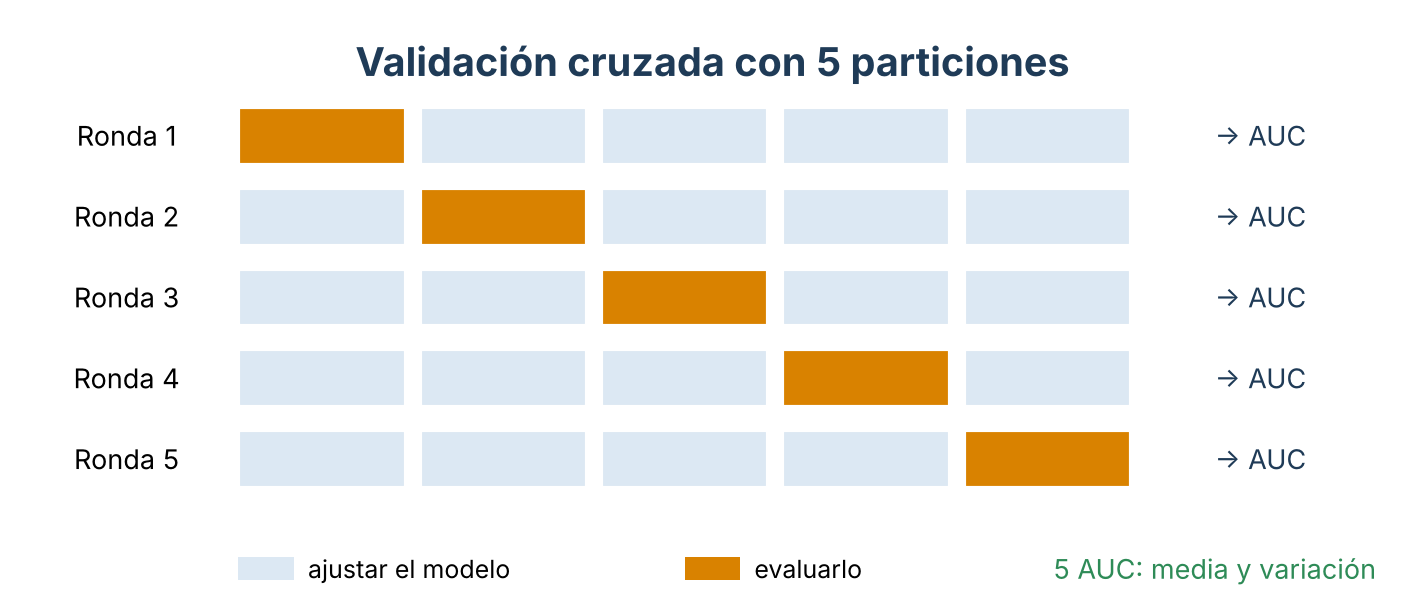 Validación cruzada con 5 particiones
Ronda 1 → AUC
Ronda 2 → AUC
Ronda 3 → AUC
Ronda 4 → AUC
Ronda 5 → AUC
ajustar el modelo evaluarlo 5 AUC: media y variación